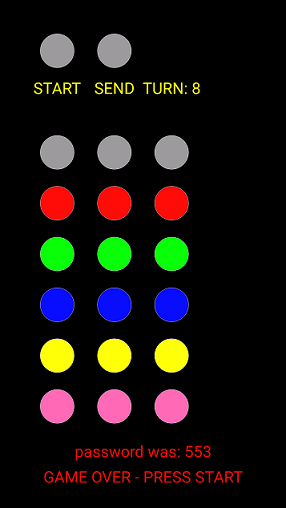 START SEND TURN: 8
password was: 553
GAME OVER - PRESS START